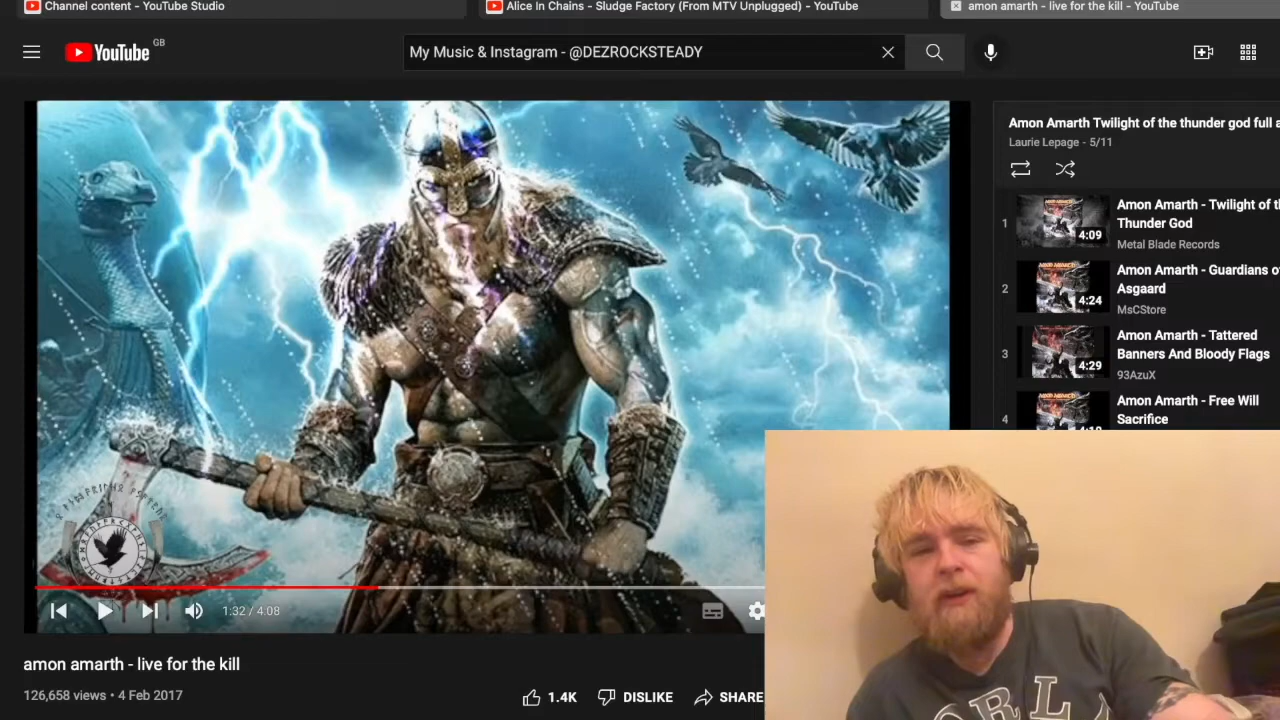 Channel content - YouTube Studio
Alice In Chains - Sludge Factory (From MTV Unplugged) - YouTube
amon amarth - live for the kill - YouTube
YouTube GB
My Music & Instagram - @DEZROCKSTEADY
Amon Amarth Twilight of the thunder god full
Laurie Lepage - 5/11
1
Amon Amarth - Twilight of
Thunder God
4:09
Metal Blade Records
2
Amon Amarth - Guardians
Asgaard
4:24
MsCStore
3
Amon Amarth - Tattered
Banners And Bloody Flags
4:29
93AzuX
4
Amon Amarth - Free Will
Sacrifice
1:32 / 4:08
amon amarth - live for the kill
126,658 views • 4 Feb 2017
1.4K
DISLIKE
SHARE
ORL